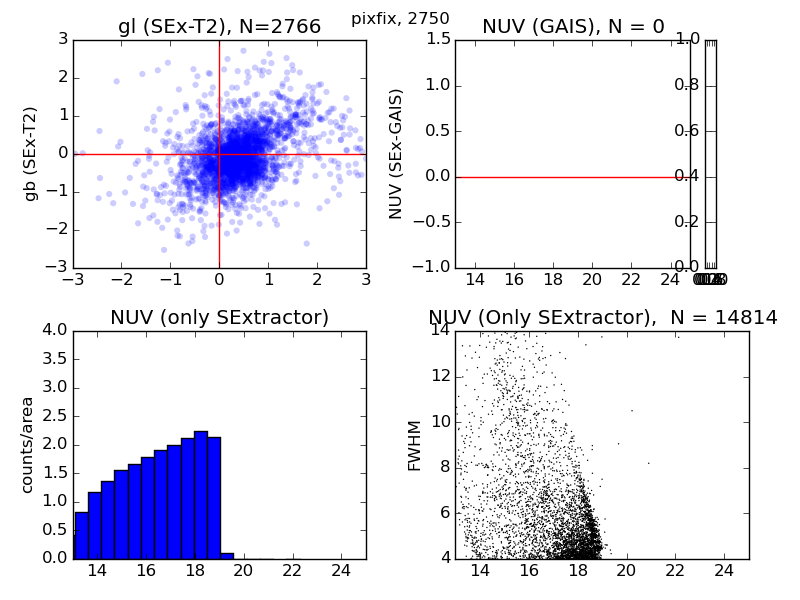 pixfix, 2750
gl (SEx-T2), N=2766
NUV (GAIS), N = 0
3
2
1
0
−1
−2
−3
gb (SEx-T2)
−3 −2 −1 0 1 2 3
1.5
1.0
0.5
0.0
−0.5
−1.0
NUV (SEx-GAIS)
14 16 18 20 22 24
1.0
0.8
0.6
0.4
0.2
0.0
NUV (only SExtractor)
4.0
3.5
3.0
2.5
2.0
1.5
1.0
0.5
0.0
counts/area
14 16 18 20 22 24
NUV (Only SExtractor), N = 14814
14
12
10
8
6
4
FWHM
14 16 18 20 22 24